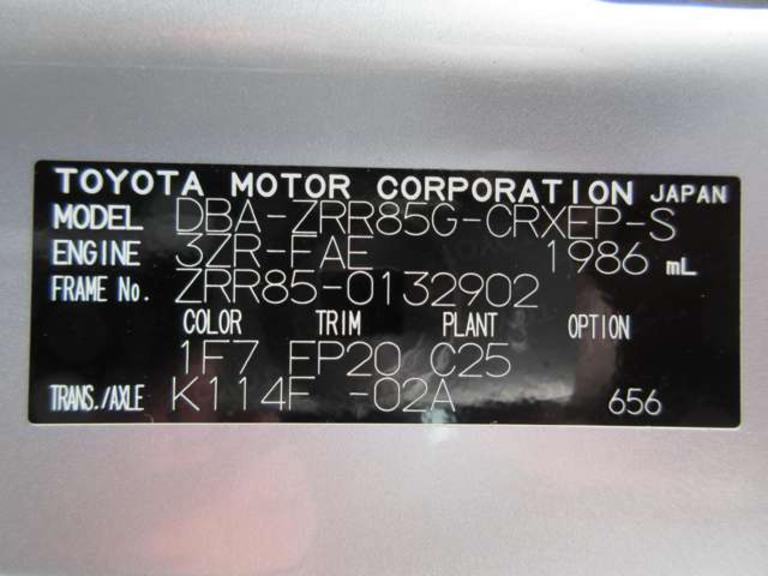 TOYOTA MOTOR CORPORATION JAPAN
MODEL DBA-ZRR85G-CRXEP-S
ENGINE 3ZR-FAE 1986 mL
FRAME No. ZRR85-0132902
COLOR TRIM PLANT OPTION
1F7 FP20 C25
TRANS./AXLE K114F -02A 656